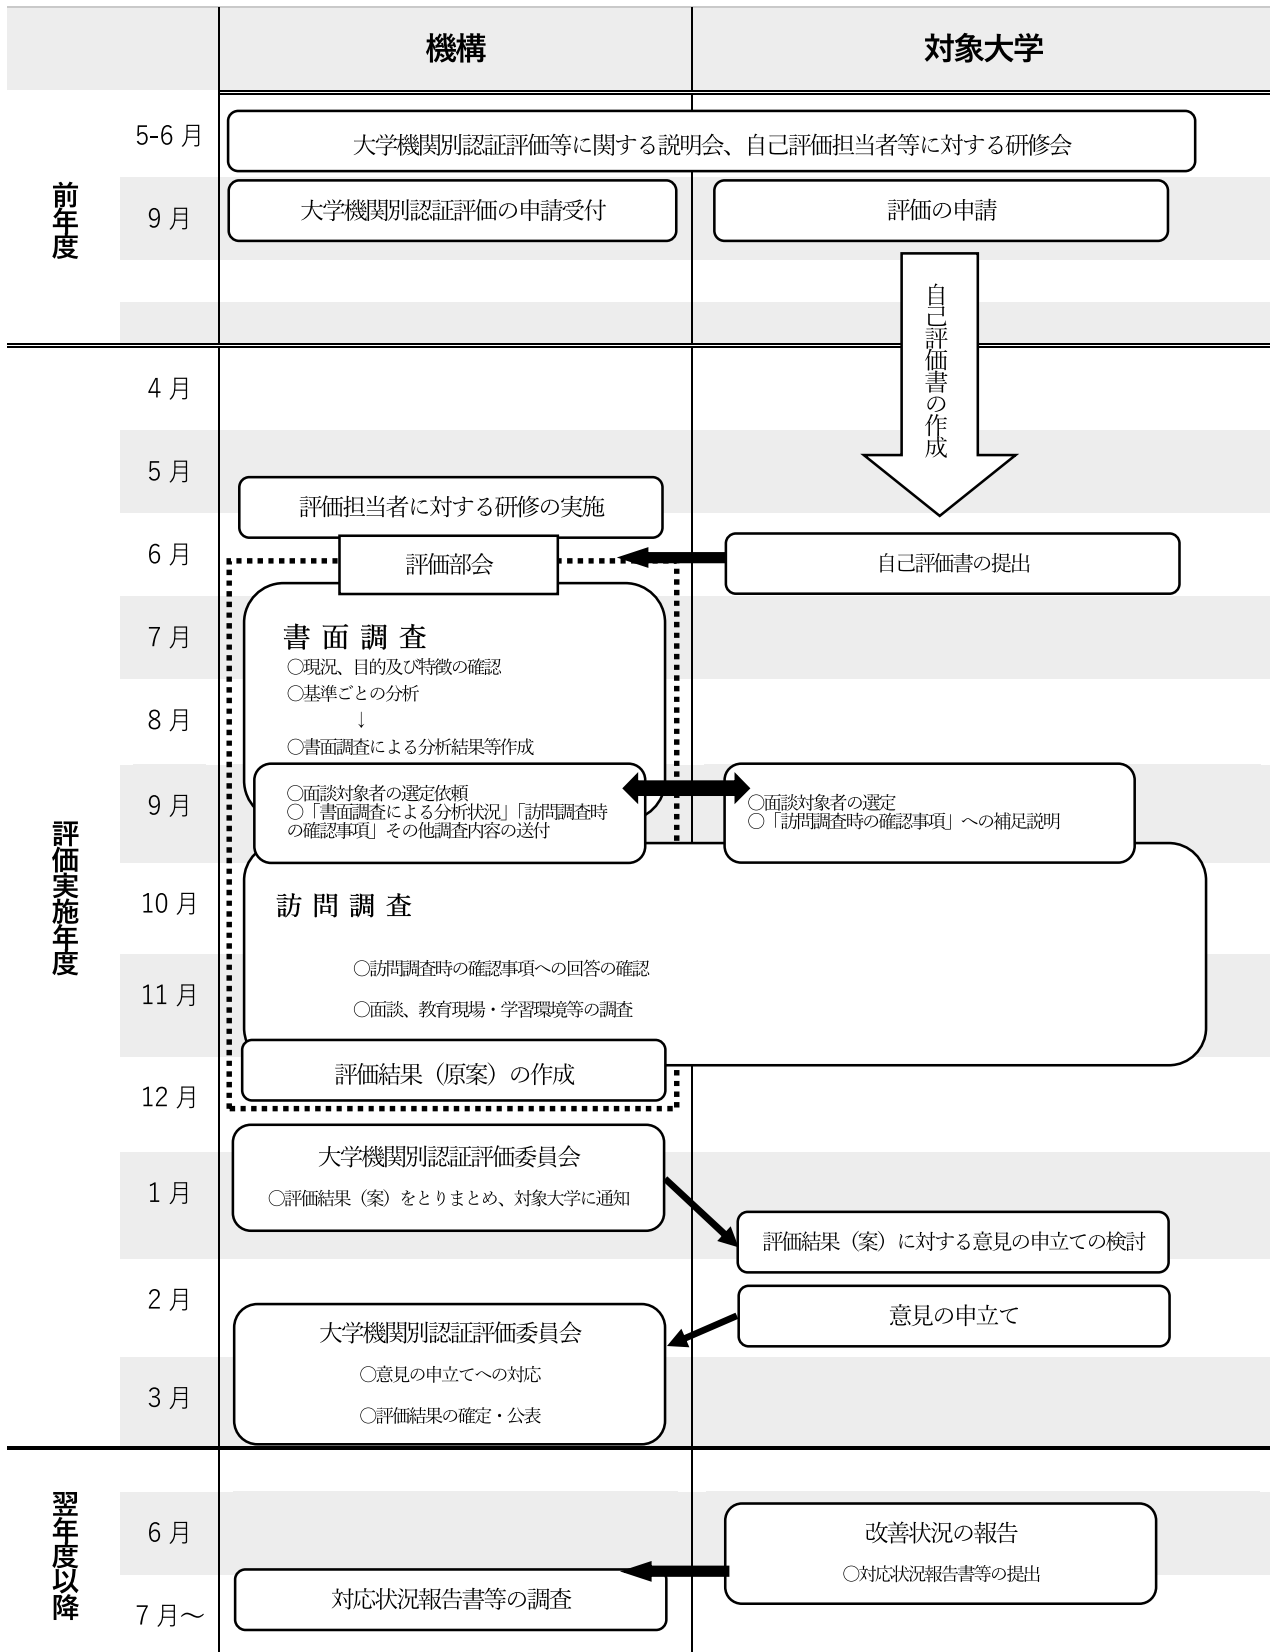 機構
対象大学
前年度
5-6 月
大学機関別認証評価等に関する説明会、自己評価担当者等に対する研修会
9 月
大学機関別認証評価の申請受付
評価の申請
自己評価書の作成
評価実施年度
4 月
5 月
評価担当者に対する研修の実施
6 月
評価部会
自己評価書の提出
7 月
書面調査
〇現況、目的及び特徴の確認
〇基準ごとの分析
8 月
↓
〇書面調査による分析結果等作成
9 月
〇面談対象者の選定依頼
〇「書面調査による分析状況」「訪問調査時
の確認事項」その他調査内容の送付
〇面談対象者の選定
〇「訪問調査時の確認事項」への補足説明
10 月
訪問調査
〇訪問調査時の確認事項への回答の確認
11 月
〇面談、教育現場・学習環境等の調査
評価結果（原案）の作成
12 月
大学機関別認証評価委員会
1 月
〇評価結果（案）をとりまとめ、対象大学に通知
評価結果（案）に対する意見の申立ての検討
2 月
意見の申立て
大学機関別認証評価委員会
〇意見の申立てへの対応
3 月
〇評価結果の確定・公表
翌年度以降
6 月
改善状況の報告
〇対応状況報告書等の提出
7 月～
対応状況報告書等の調査